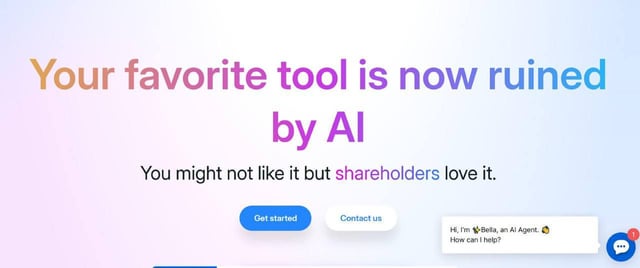 Your favorite tool is now ruined
by AI
You might not like it but shareholders love it.
Get started
Contact us
Hi, I'm Bella, an AI Agent.
How can I help?
1